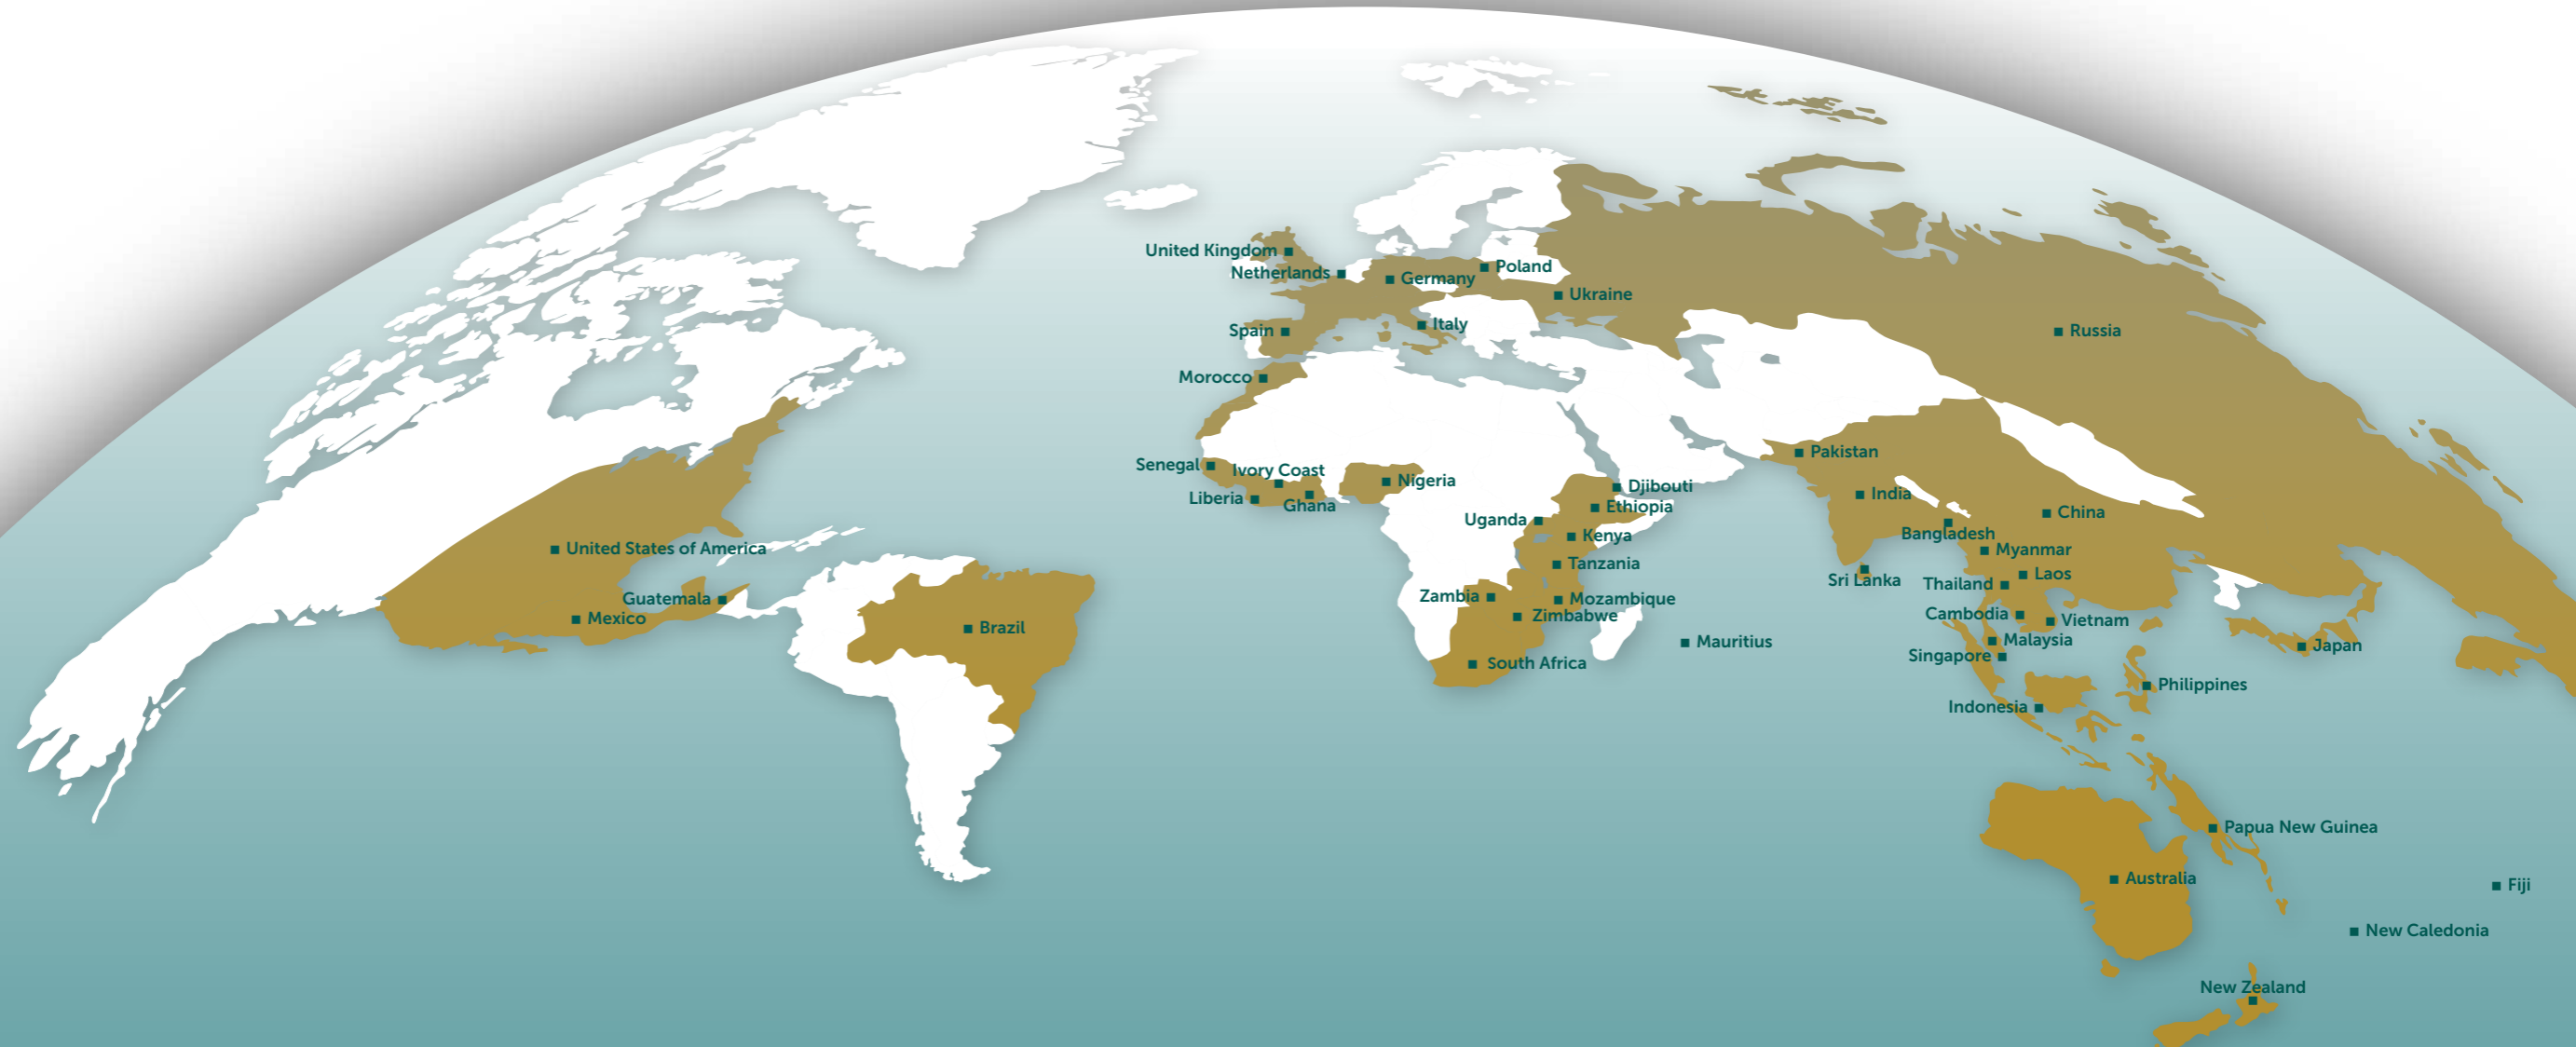 United Kingdom
Netherlands
Germany
Poland
Ukraine
Spain
Italy
Russia
Morocco
Senegal
Ivory Coast
Liberia
Ghana
Nigeria
Djibouti
Ethiopia
Uganda
Kenya
Tanzania
Zambia
Mozambique
Zimbabwe
South Africa
Mauritius
Pakistan
India
China
Bangladesh
Myanmar
Sri Lanka
Laos
Thailand
Cambodia
Vietnam
Malaysia
Singapore
Japan
Philippines
Indonesia
United States of America
Guatemala
Mexico
Brazil
Papua New Guinea
Australia
Fiji
New Caledonia
New Zealand